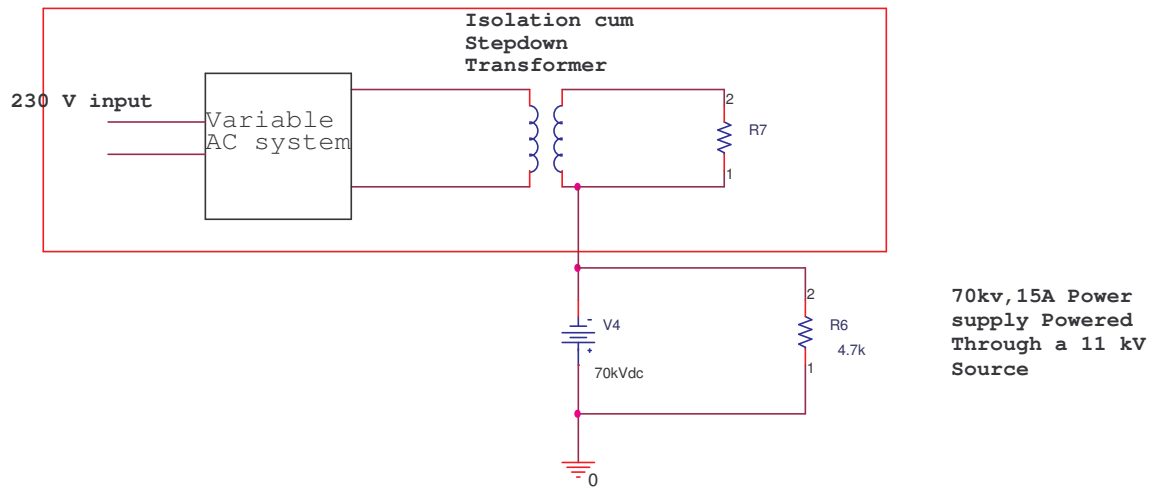 Isolation cum
Stepdown
Transformer
230 V input
Variable
AC system
2
R7
1
2
V4
R6
4.7k
-
+
70kVdc
1
0
70kv,15A Power
supply Powered
Through a 11 kV
Source